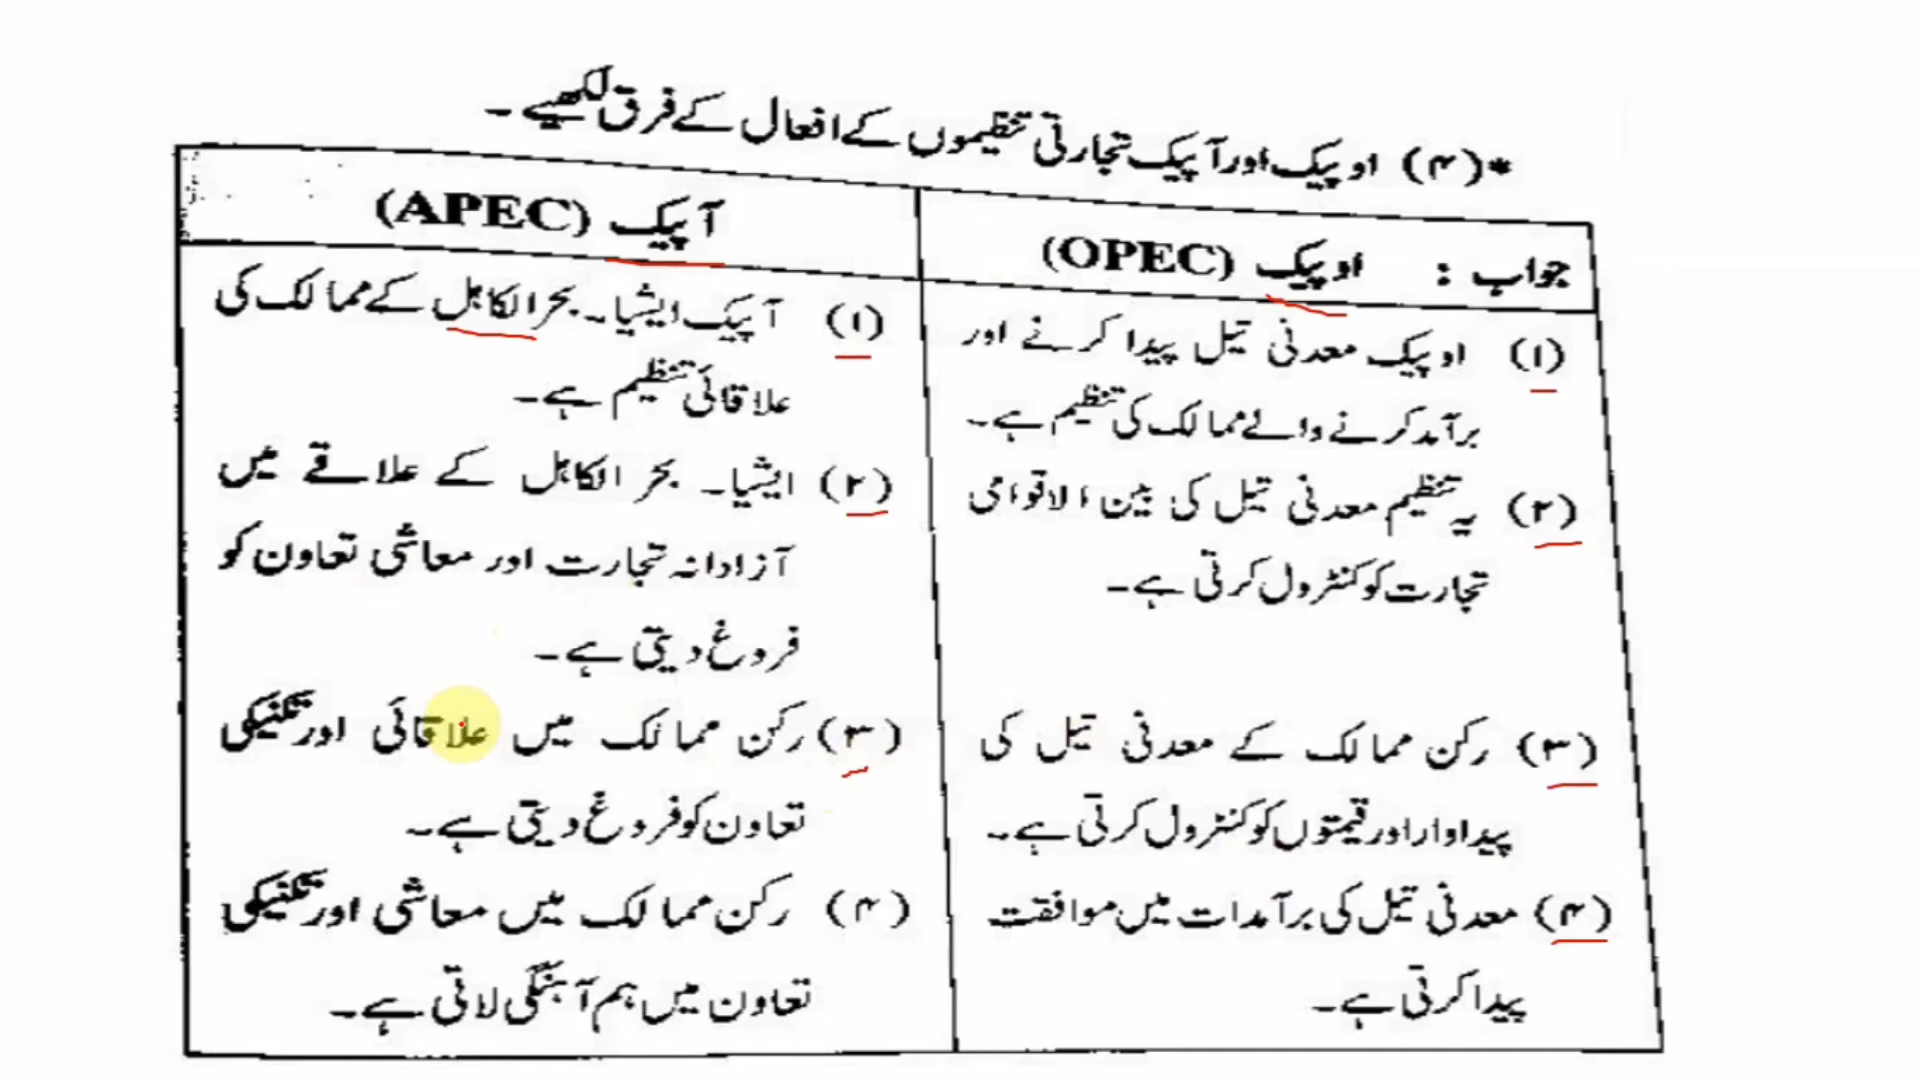 *(۴) اوپیک اور آپیک تجارتی تنظیموں کے افعال کے فرق لکھیے۔
جواب : اوپیک (OPEC)
(۱) اوپیک معدنی تیل پیدا کرنے اور
برآمد کرنے والے ممالک کی تنظیم ہے۔
(۲) یہ تنظیم معدنی تیل کی بین الاقوامی
تجارت کو کنٹرول کرتی ہے۔
(۳) رکن ممالک کے معدنی تیل کی
پیداوار اور قیمتوں کو کنٹرول کرتی ہے۔
(۴) معدنی تیل کی برآمدات میں موافقت
پیدا کرتی ہے۔
آپیک (APEC)
(۱) آپیک ایشیا۔ بحر الکاہل کے ممالک کی
علاقائی تنظیم ہے۔
(۲) ایشیا۔ بحر الکاہل کے علاقے میں
آزادانہ تجارت اور معاشی تعاون کو
فروغ دیتی ہے۔
(۳) رکن ممالک میں علاقائی اور تکنیکی
تعاون کو فروغ دیتی ہے۔
(۴) رکن ممالک میں معاشی اور تکنیکی
تعاون میں ہم آہنگی لاتی ہے۔